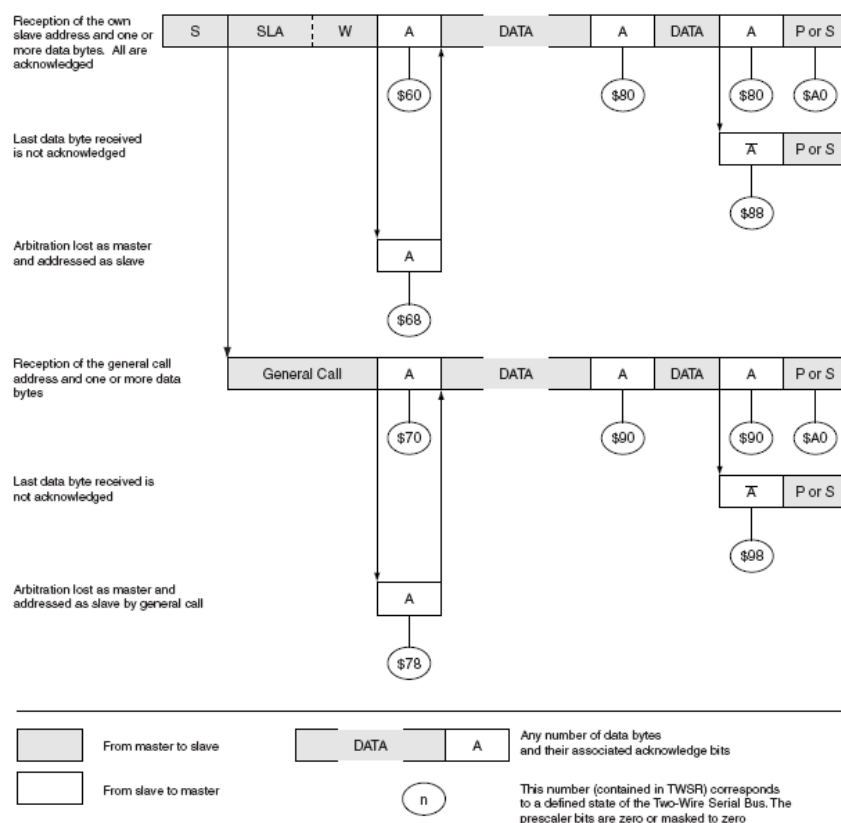 Reception of the own
slave address and one or
more data bytes. All are
acknowledged
S SLA W A DATA A DATA A P or S
$60 $80 $80 $A0
Last data byte received
is not acknowledged
A̅ P or S
$88
Arbitration lost as master
and addressed as slave
A
$68
Reception of the general call
address and one or more data
bytes
General Call A DATA A DATA A P or S
$70 $90 $90 $A0
Last data byte received is
not acknowledged
A̅ P or S
$98
Arbitration lost as master and
addressed as slave by general call
A
$78
From master to slave
DATA A
Any number of data bytes
and their associated acknowledge bits
From slave to master
n
This number (contained in TWSR) corresponds
to a defined state of the Two-Wire Serial Bus. The
prescaler bits are zero or masked to zero